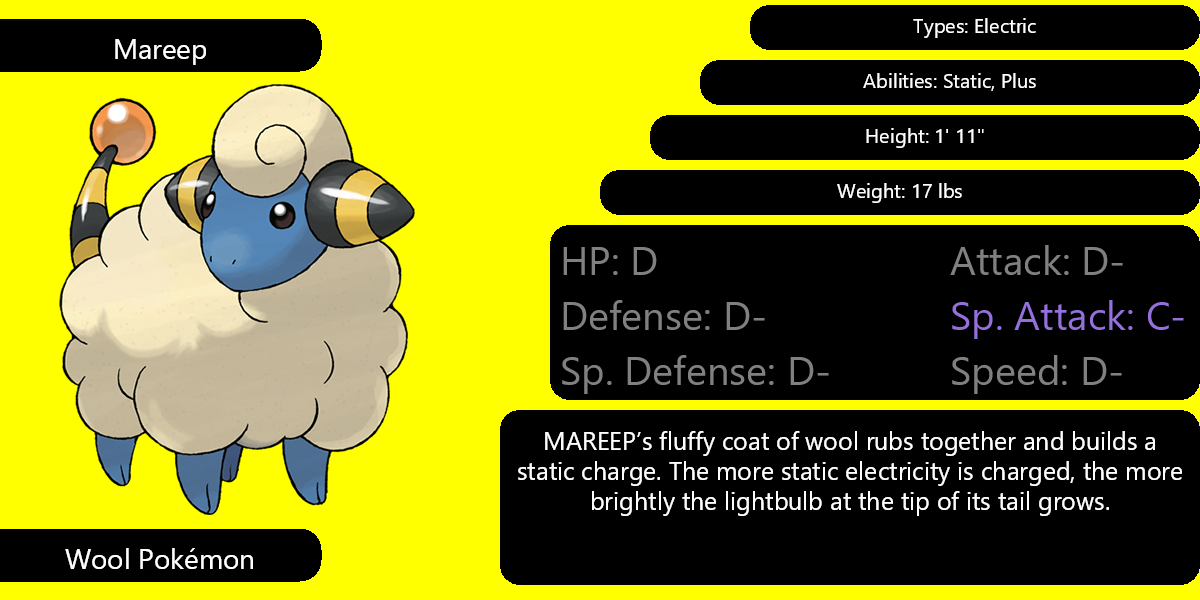 Mareep
Types: Electric
Abilities: Static, Plus
Height: 1' 11"
Weight: 17 lbs
HP: D
Attack: D-
Defense: D-
Sp. Attack: C-
Sp. Defense: D-
Speed: D-
MAREEP’s fluffy coat of wool rubs together and builds a
static charge. The more static electricity is charged, the more
brightly the lightbulb at the tip of its tail grows.
Wool Pokémon